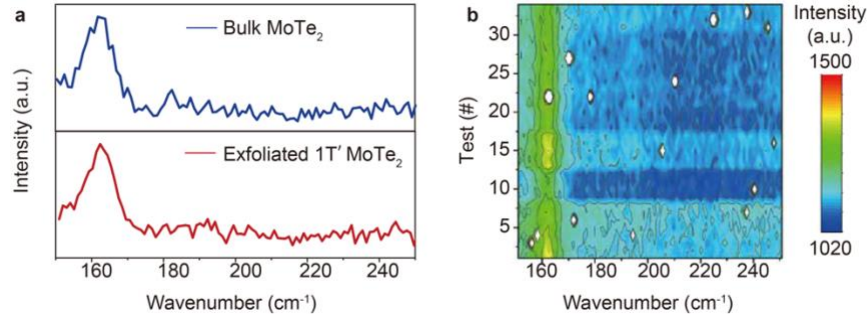 a
Bulk MoTe₂
Exfoliated 1T′ MoTe₂
Intensity (a.u.)
160 180 200 220 240
Wavenumber (cm⁻¹)
b
Test (#)
30
25
20
15
10
5
160 180 200 220 240
Wavenumber (cm⁻¹)
Intensity
(a.u.)
1500
1020